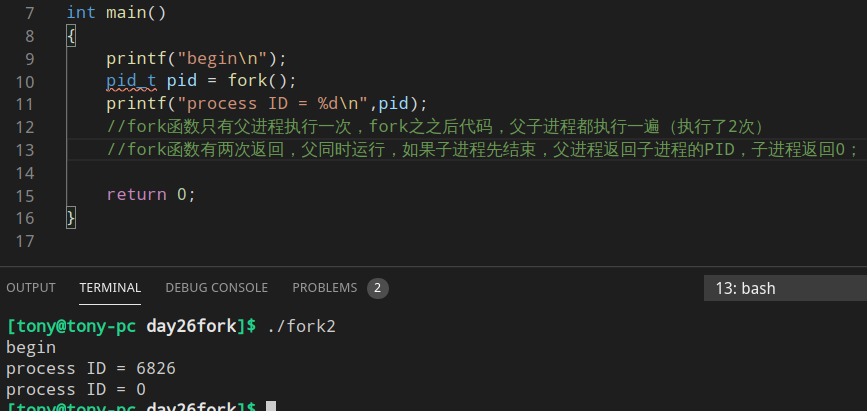 7 int main()
8 {
9 printf("begin\n");
10 pid_t pid = fork();
11 printf("process ID = %d\n",pid);
12 //fork函数只有父进程执行一次，fork之之后代码，父子进程都执行一遍（执行了2次）
13 //fork函数有两次返回，父同时运行，如果子进程先结束，父进程返回子进程的PID，子进程返回0；
14
15 return 0;
16 }
17
OUTPUT TERMINAL DEBUG CONSOLE PROBLEMS 2 13: bash
[tony@tony-pc day26fork]$ ./fork2
begin
process ID = 6826
process ID = 0
[tony@tony-pc day26fork]$